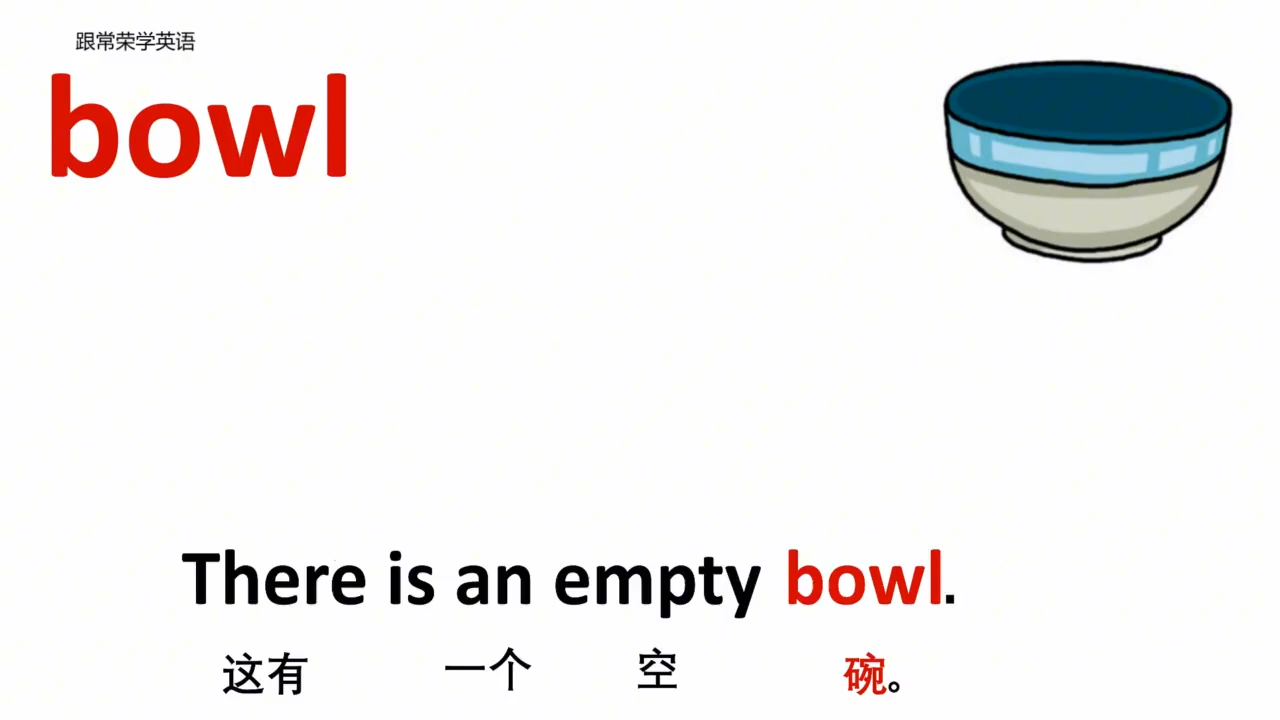 跟常荣学英语
bowl
There is an empty bowl.
这有 一个 空 碗。